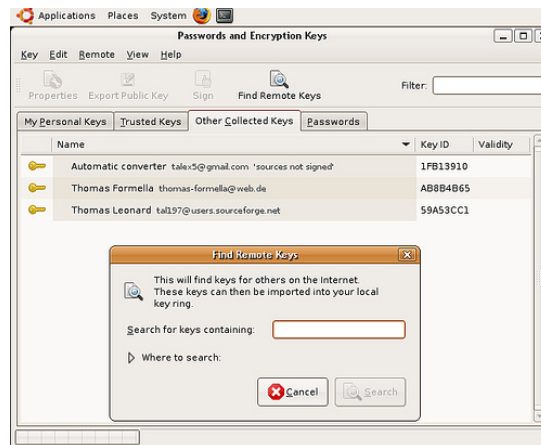 Applications Places System
Passwords and Encryption Keys
Key Edit Remote View Help
Properties Export Public Key Sign Find Remote Keys Filter:
My Personal Keys Trusted Keys Other Collected Keys Passwords
Name Key ID Validity
Automatic converter talex5@gmail.com 'sources not signed' 1FB13910
Thomas Formella thomas-formella@web.de AB8B4B65
Thomas Leonard tal197@users.sourceforge.net 59A53CC1
Find Remote Keys
This will find keys for others on the Internet.
These keys can then be imported into your local
key ring.
Search for keys containing:
Where to search:
Cancel Search